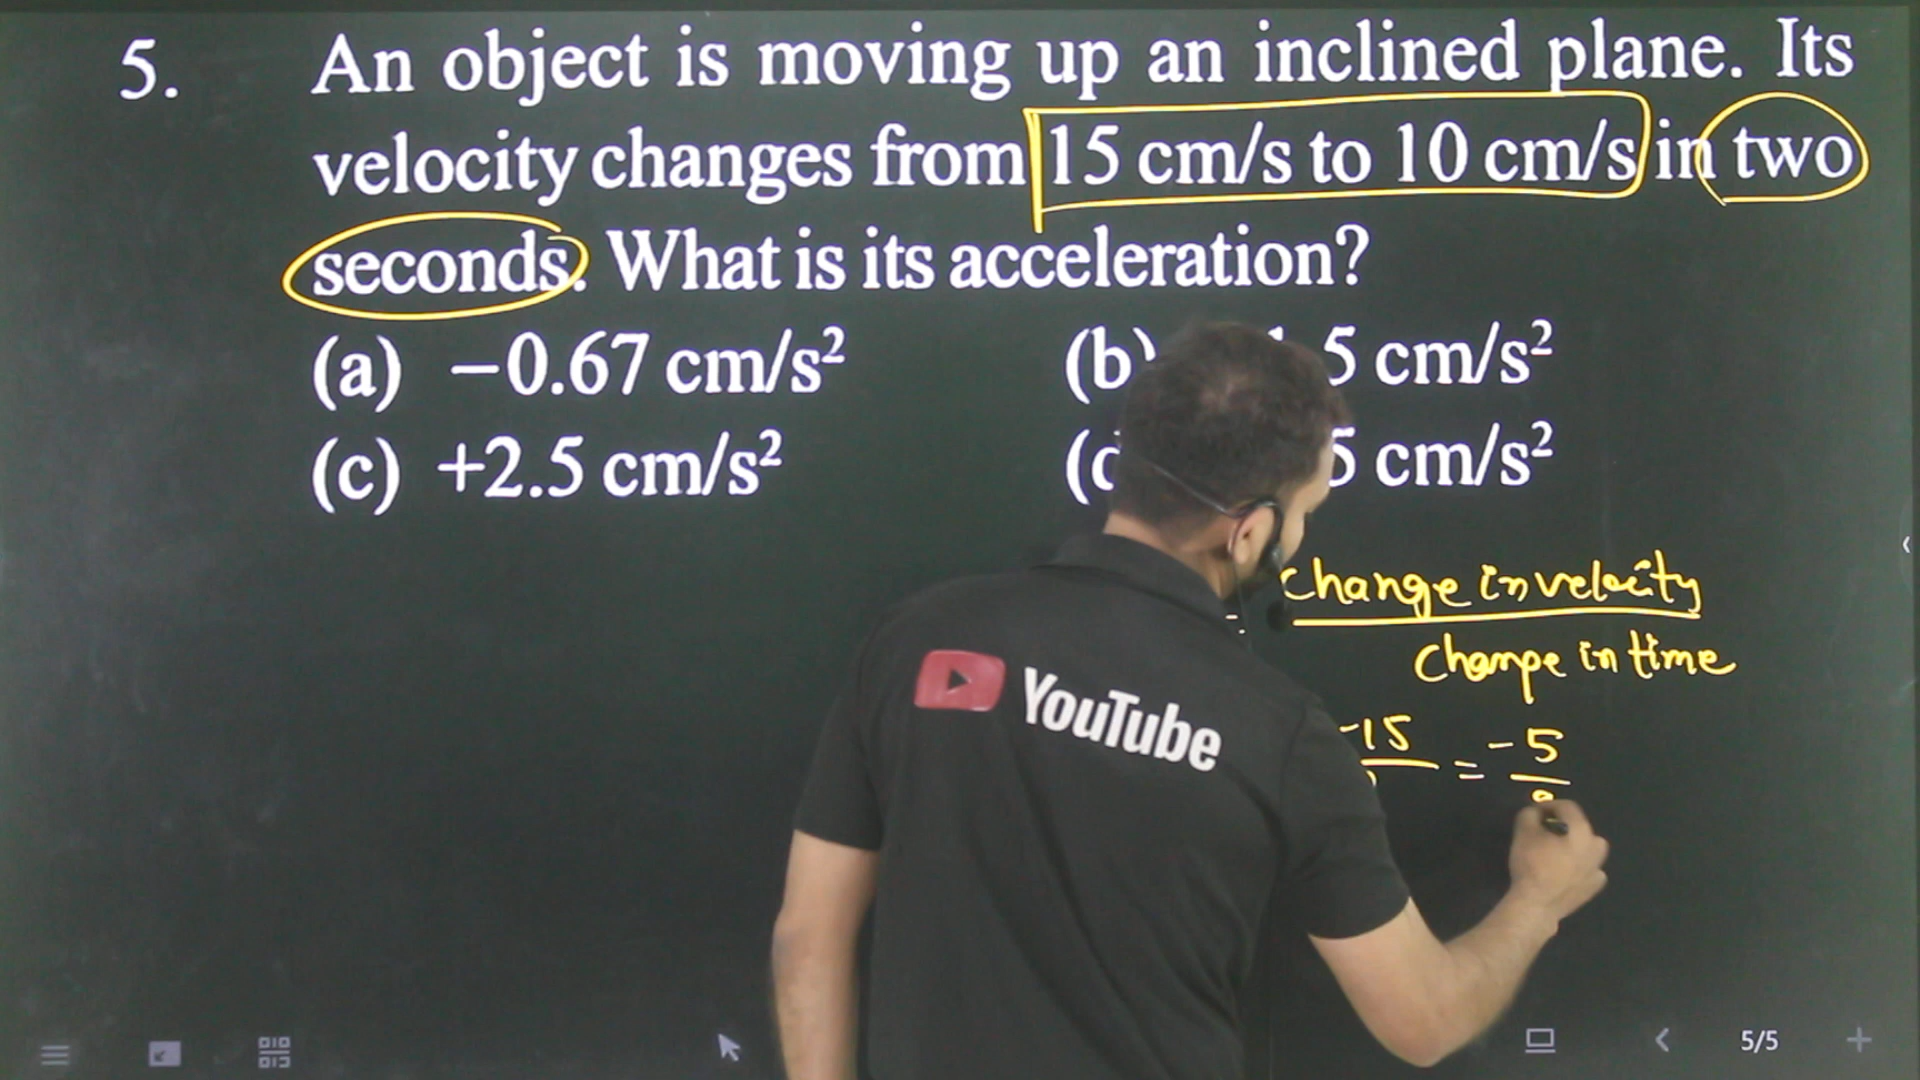 5. An object is moving up an inclined plane. Its
velocity changes from 15 cm/s to 10 cm/s in two
seconds. What is its acceleration?
(a) −0.67 cm/s²
(b) 5 cm/s²
(c) +2.5 cm/s²
5 cm/s²
Change in velocity
Change in time
-15 = -5
YouTube
5/5